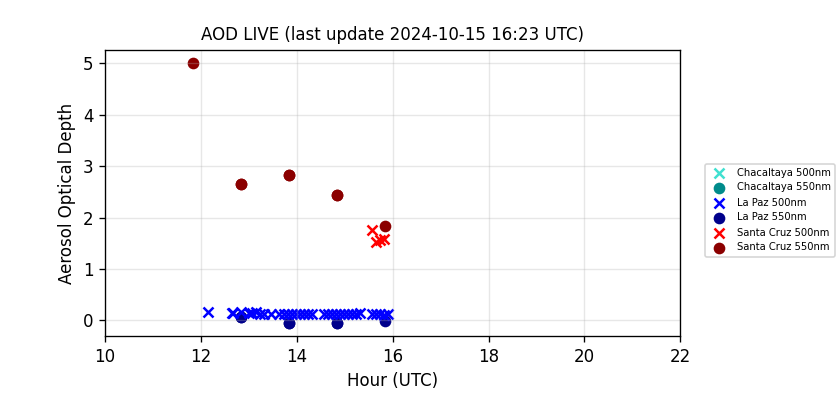 AOD LIVE (last update 2024-10-15 16:23 UTC)
5
4
3
2
1
0
Aerosol Optical Depth
10 12 14 16 18 20 22
Hour (UTC)
Chacaltaya 500nm
Chacaltaya 550nm
La Paz 500nm
La Paz 550nm
Santa Cruz 500nm
Santa Cruz 550nm